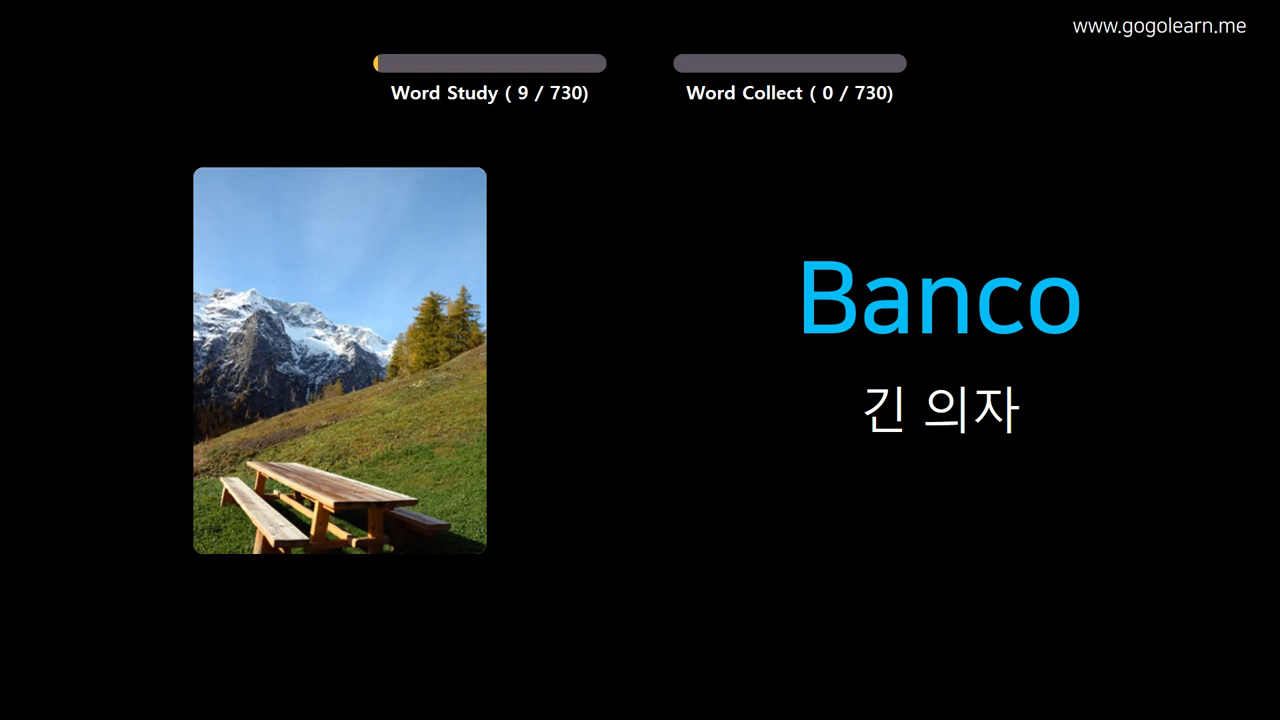 www.gogolearn.me
Word Study ( 9 / 730)
Word Collect ( 0 / 730)
Banco
긴 의자